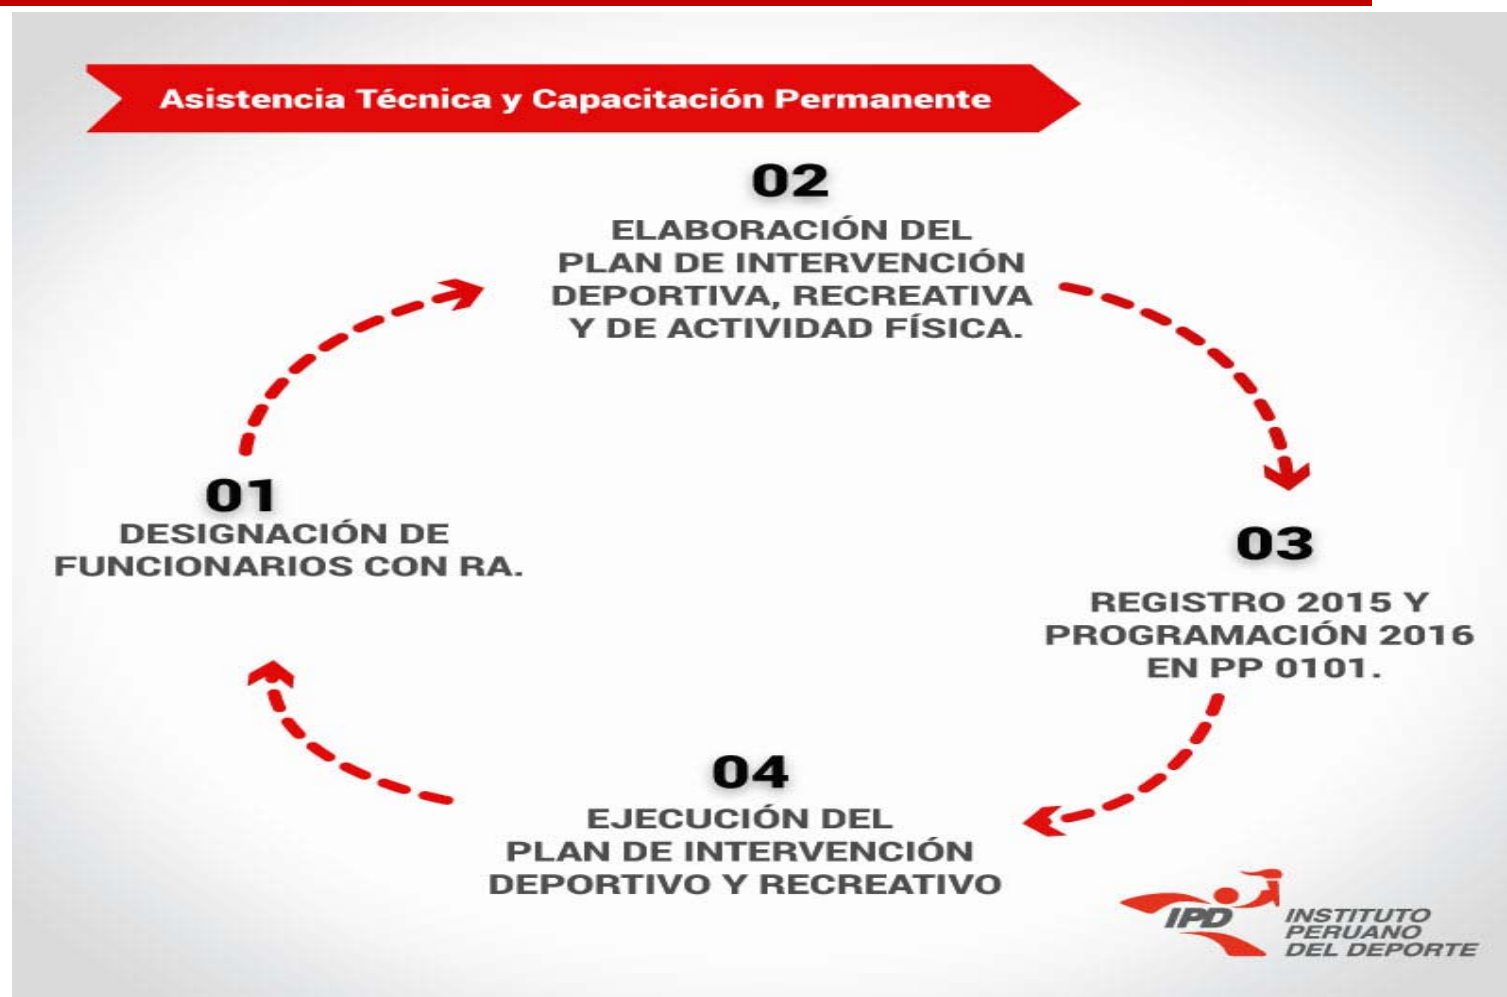 Asistencia Técnica y Capacitación Permanente
02
ELABORACIÓN DEL
PLAN DE INTERVENCIÓN
DEPORTIVA, RECREATIVA
Y DE ACTIVIDAD FÍSICA.
01
DESIGNACIÓN DE
FUNCIONARIOS CON RA.
03
REGISTRO 2015 Y
PROGRAMACIÓN 2016
EN PP 0101.
04
EJECUCIÓN DEL
PLAN DE INTERVENCIÓN
DEPORTIVO Y RECREATIVO
IPD
INSTITUTO
PERUANO
DEL DEPORTE